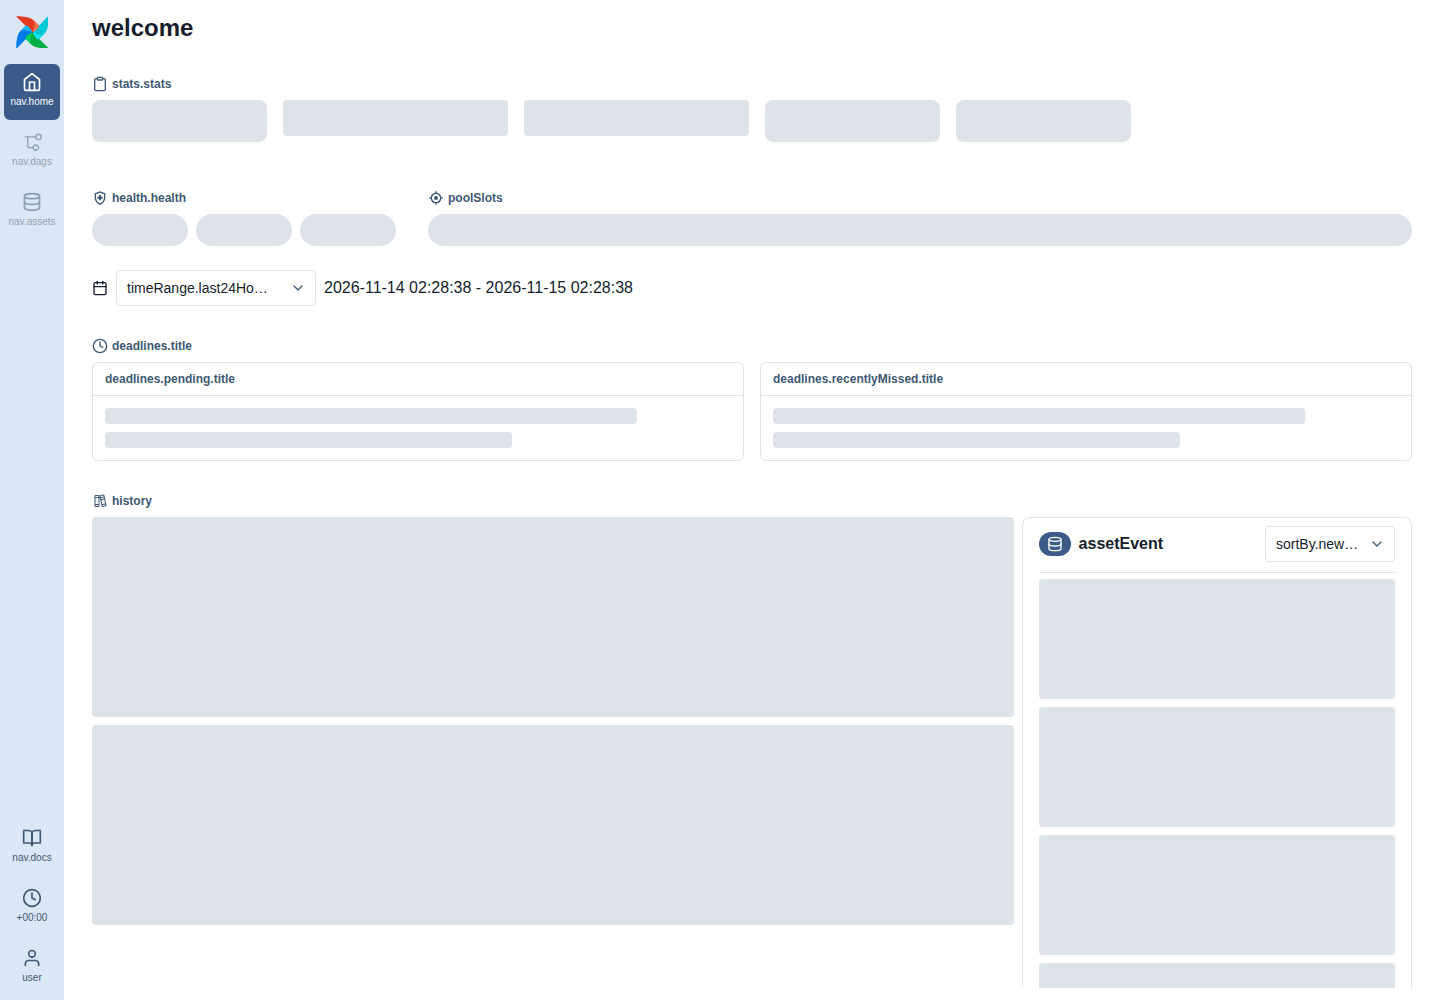 welcome
nav.home
nav.dags
nav.assets
nav.docs
+00:00
user
stats.stats
health.health
poolSlots
timeRange.last24Ho…
2026-11-14 02:28:38 - 2026-11-15 02:28:38
deadlines.title
deadlines.pending.title
deadlines.recentlyMissed.title
history
assetEvent
sortBy.new…